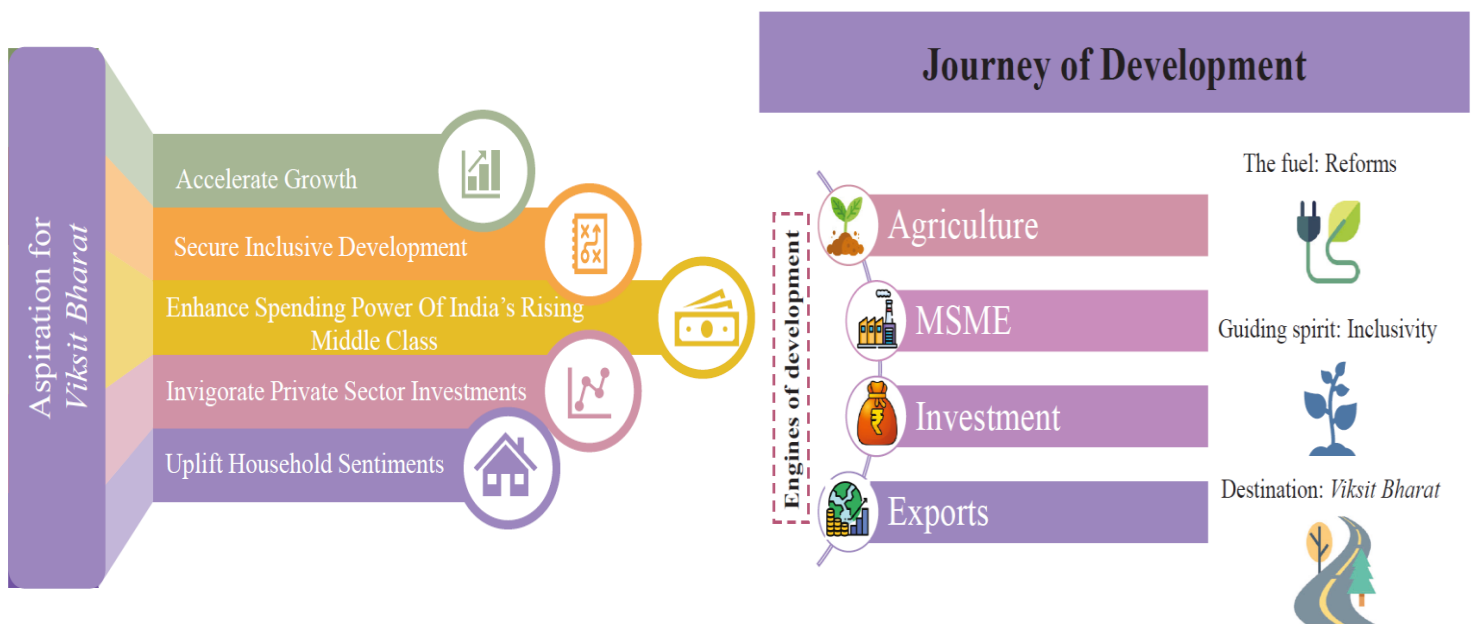 Aspiration for
Viksit Bharat
Accelerate Growth
Secure Inclusive Development
Enhance Spending Power Of India's Rising
Middle Class
Invigorate Private Sector Investments
Uplift Household Sentiments
Journey of Development
Engines of development
Agriculture
MSME
Investment
Exports
The fuel: Reforms
Guiding spirit: Inclusivity
Destination: Viksit Bharat